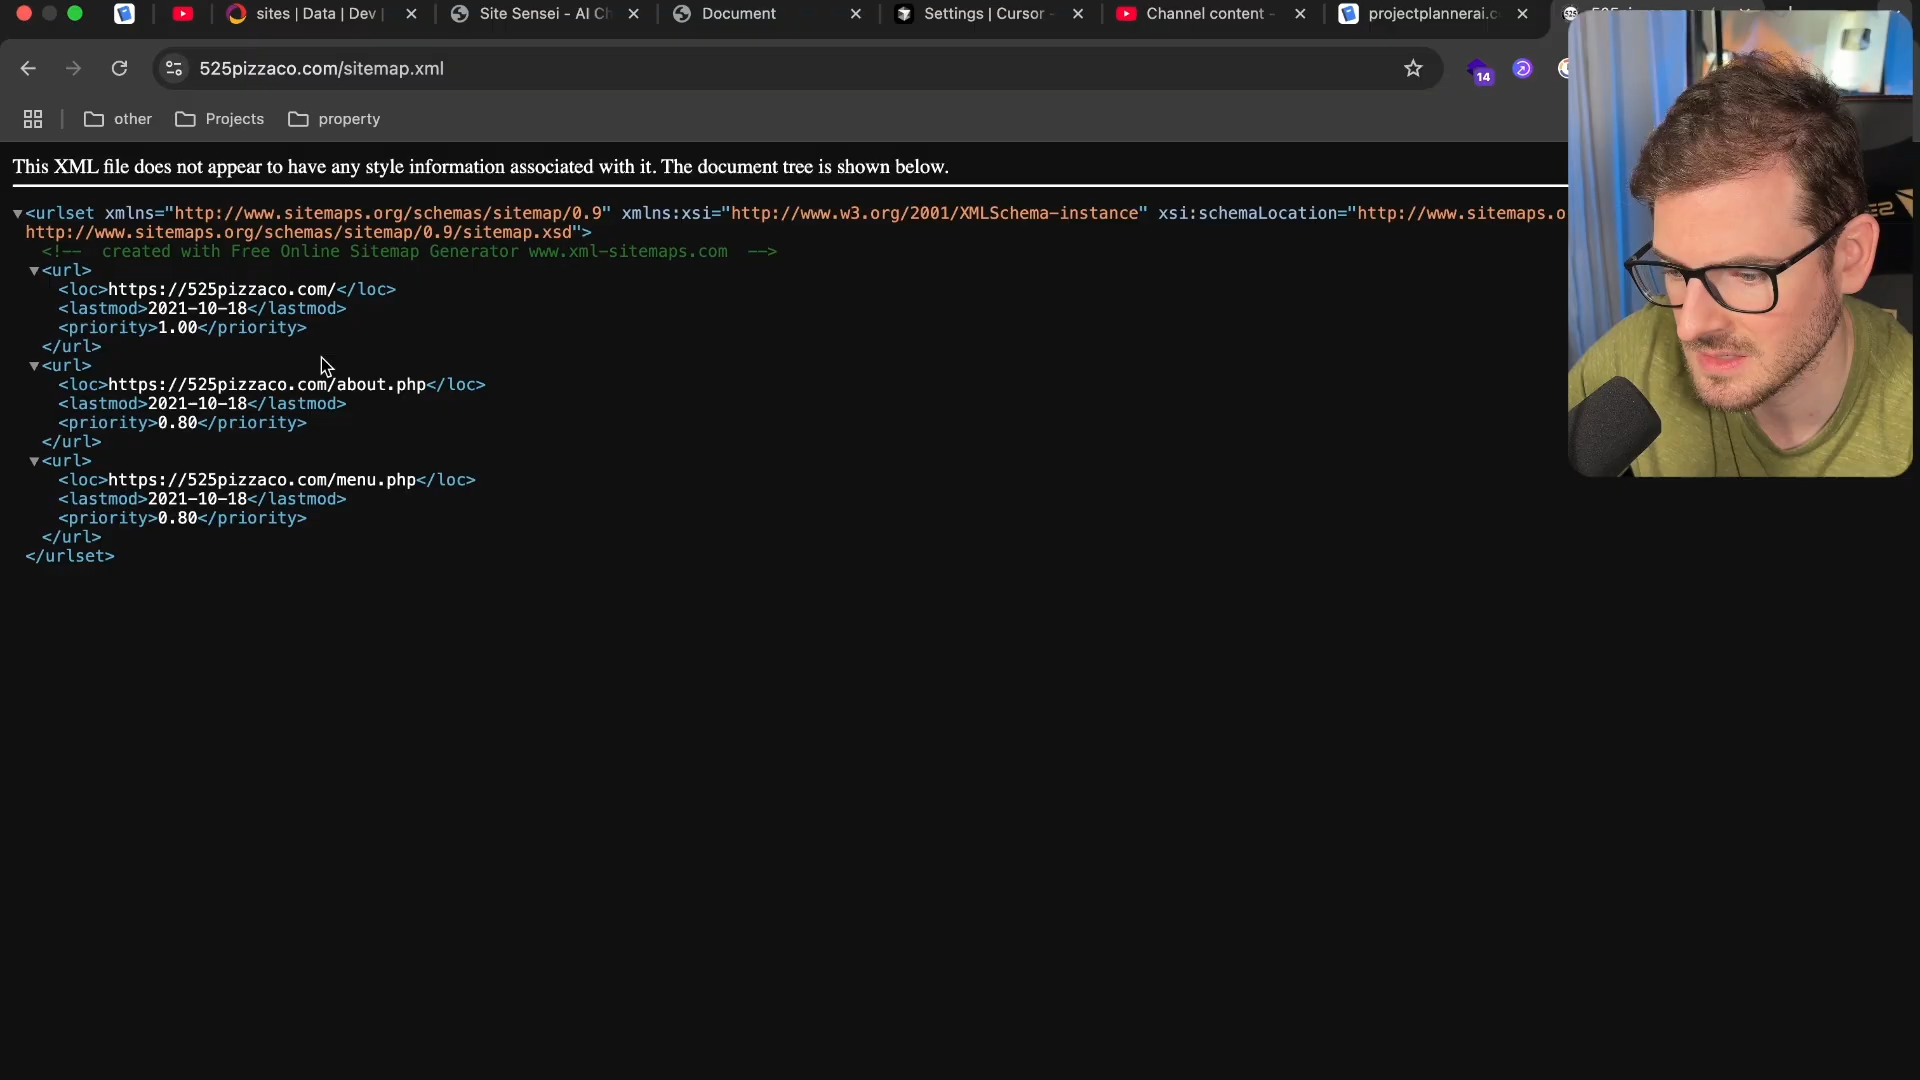 sites | Data | Dev |
Site Sensei - AI Ch
Document
Settings | Cursor -
Channel content -
projectplannerai.c
525pizzaco.com/sitemap.xml
14
other
Projects
property
This XML file does not appear to have any style information associated with it. The document tree is shown below.
▼<urlset xmlns="http://www.sitemaps.org/schemas/sitemap/0.9" xmlns:xsi="http://www.w3.org/2001/XMLSchema-instance" xsi:schemaLocation="http://www.sitemaps.o
http://www.sitemaps.org/schemas/sitemap/0.9/sitemap.xsd">
<!-- created with Free Online Sitemap Generator www.xml-sitemaps.com -->
▼<url>
<loc>https://525pizzaco.com/</loc>
<lastmod>2021-10-18</lastmod>
<priority>1.00</priority>
</url>
▼<url>
<loc>https://525pizzaco.com/about.php</loc>
<lastmod>2021-10-18</lastmod>
<priority>0.80</priority>
</url>
▼<url>
<loc>https://525pizzaco.com/menu.php</loc>
<lastmod>2021-10-18</lastmod>
<priority>0.80</priority>
</url>
</urlset>